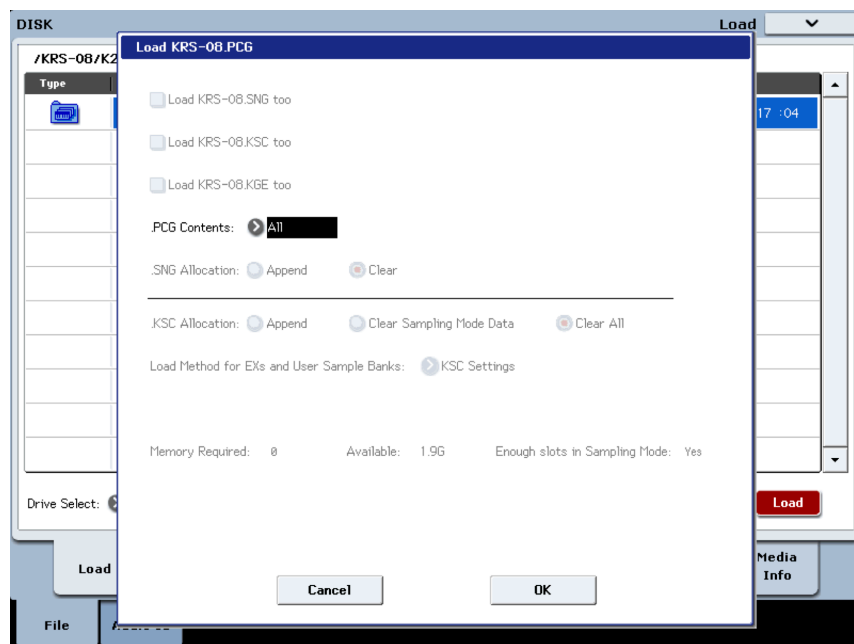 DISK
Load
Load KRS-08.PCG
/KRS-08/K2
Type
Load KRS-08.SNG too
17 :04
Load KRS-08.KSC too
Load KRS-08.KGE too
.PCG Contents: All
.SNG Allocation: Append Clear
.KSC Allocation: Append Clear Sampling Mode Data Clear All
Load Method for EXs and User Sample Banks: KSC Settings
Memory Required: 0 Available: 1.9G Enough slots in Sampling Mode: Yes
Drive Select:
Load
Load
Media
Info
Cancel OK
File